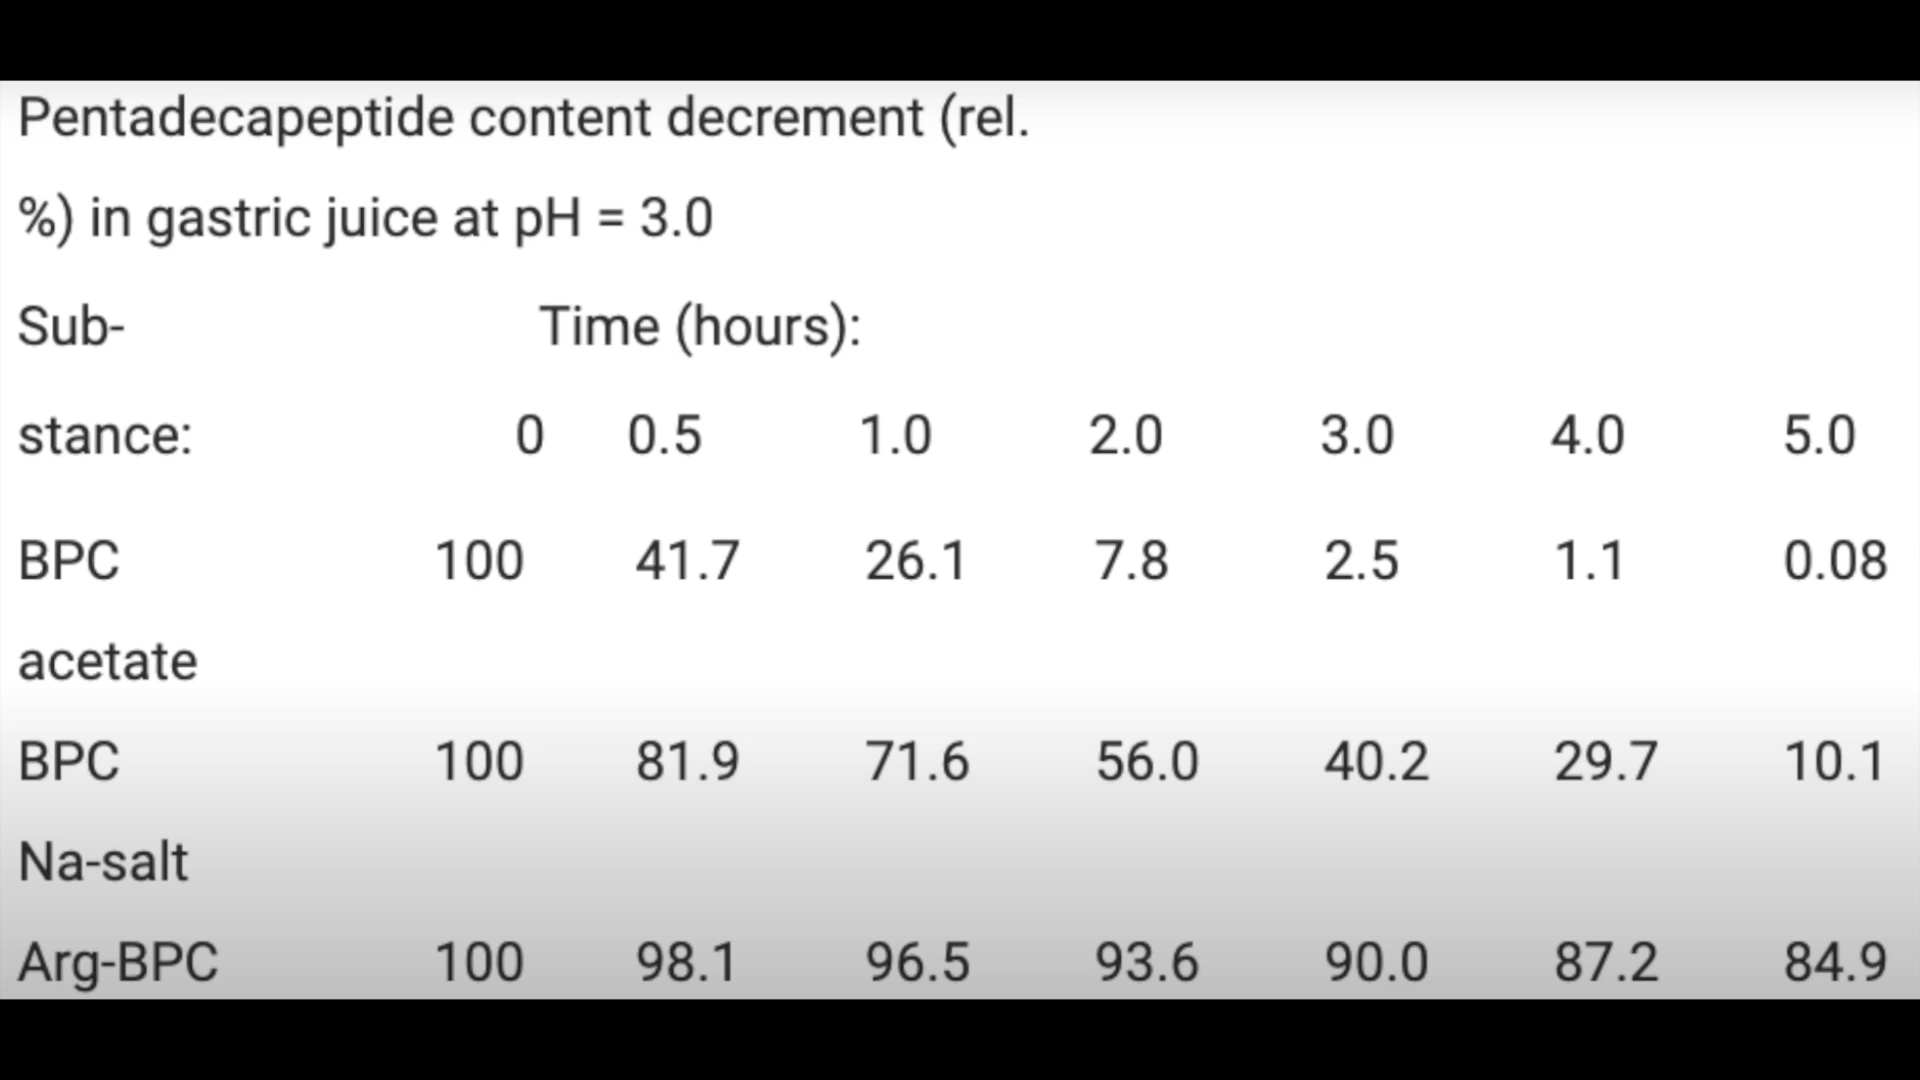 Pentadecapeptide content decrement (rel.
%) in gastric juice at pH = 3.0
Sub- Time (hours):
stance: 0 0.5 1.0 2.0 3.0 4.0 5.0
BPC 100 41.7 26.1 7.8 2.5 1.1 0.08
acetate
BPC 100 81.9 71.6 56.0 40.2 29.7 10.1
Na-salt
Arg-BPC 100 98.1 96.5 93.6 90.0 87.2 84.9